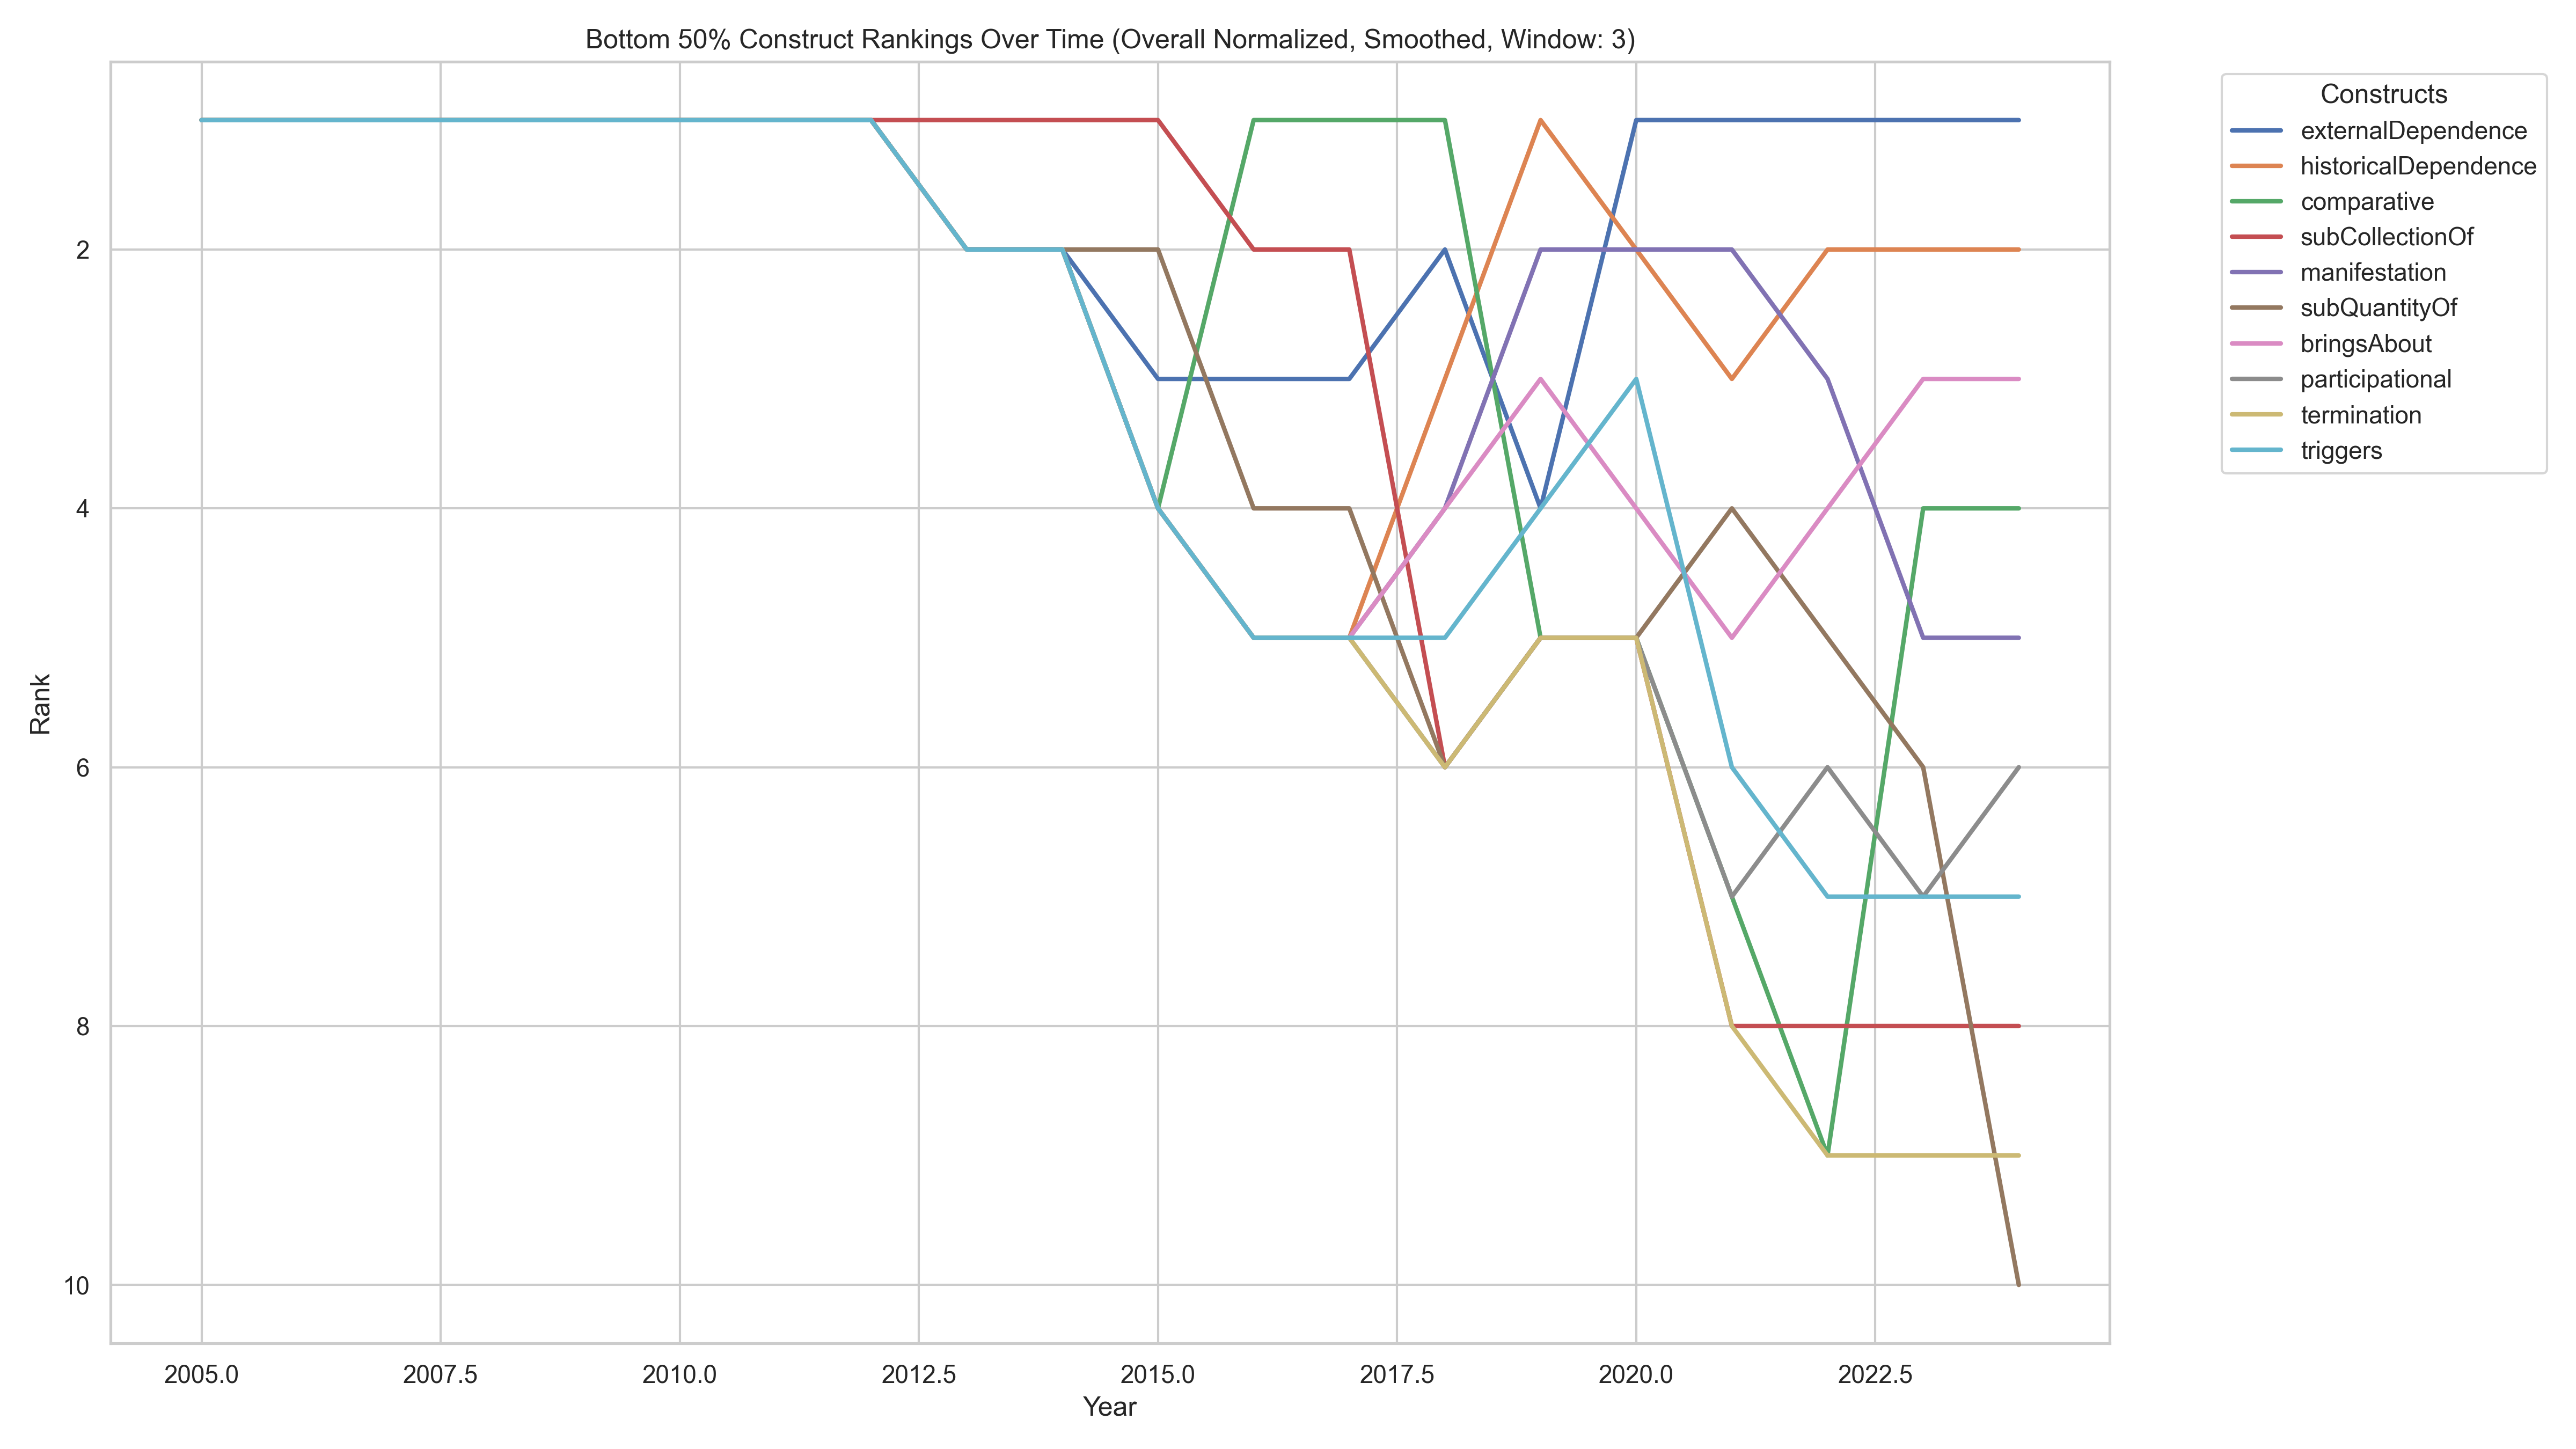 Bottom 50% Construct Rankings Over Time (Overall Normalized, Smoothed, Window: 3)
Constructs
externalDependence
historicalDependence
comparative
subCollectionOf
manifestation
subQuantityOf
bringsAbout
participational
termination
triggers
Rank
2
4
6
8
10
2005.0 2007.5 2010.0 2012.5 2015.0 2017.5 2020.0 2022.5
Year